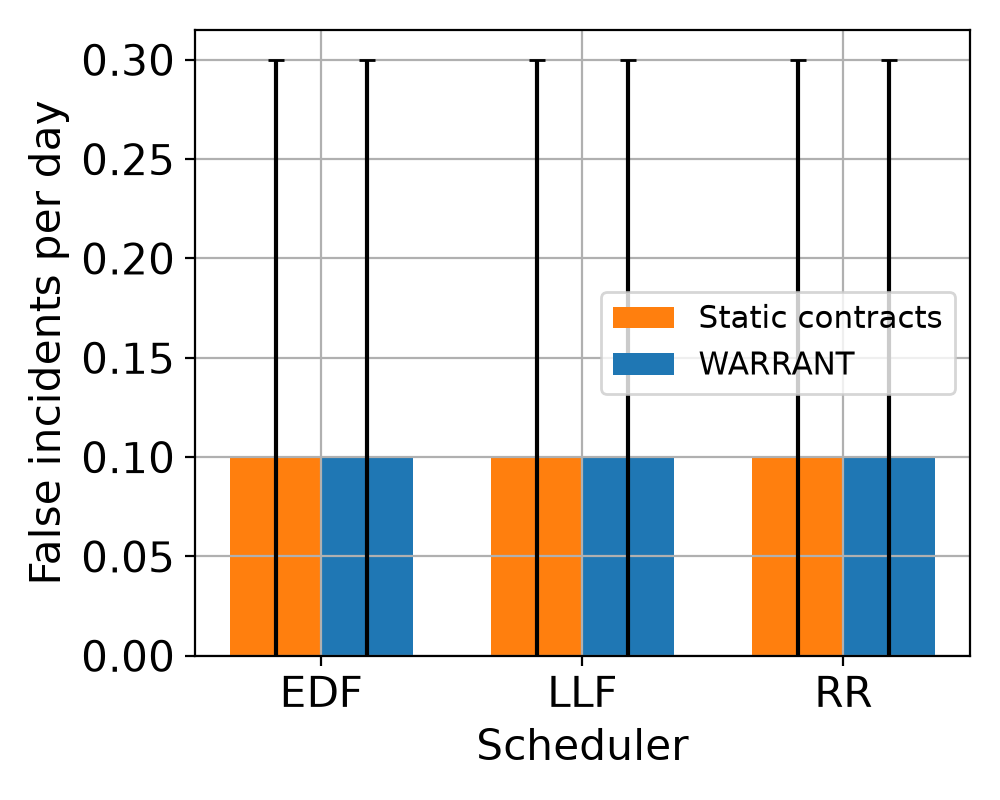 False incidents per day
0.30
0.25
0.20
0.15
0.10
0.05
0.00
Static contracts
WARRANT
EDF LLF RR
Scheduler